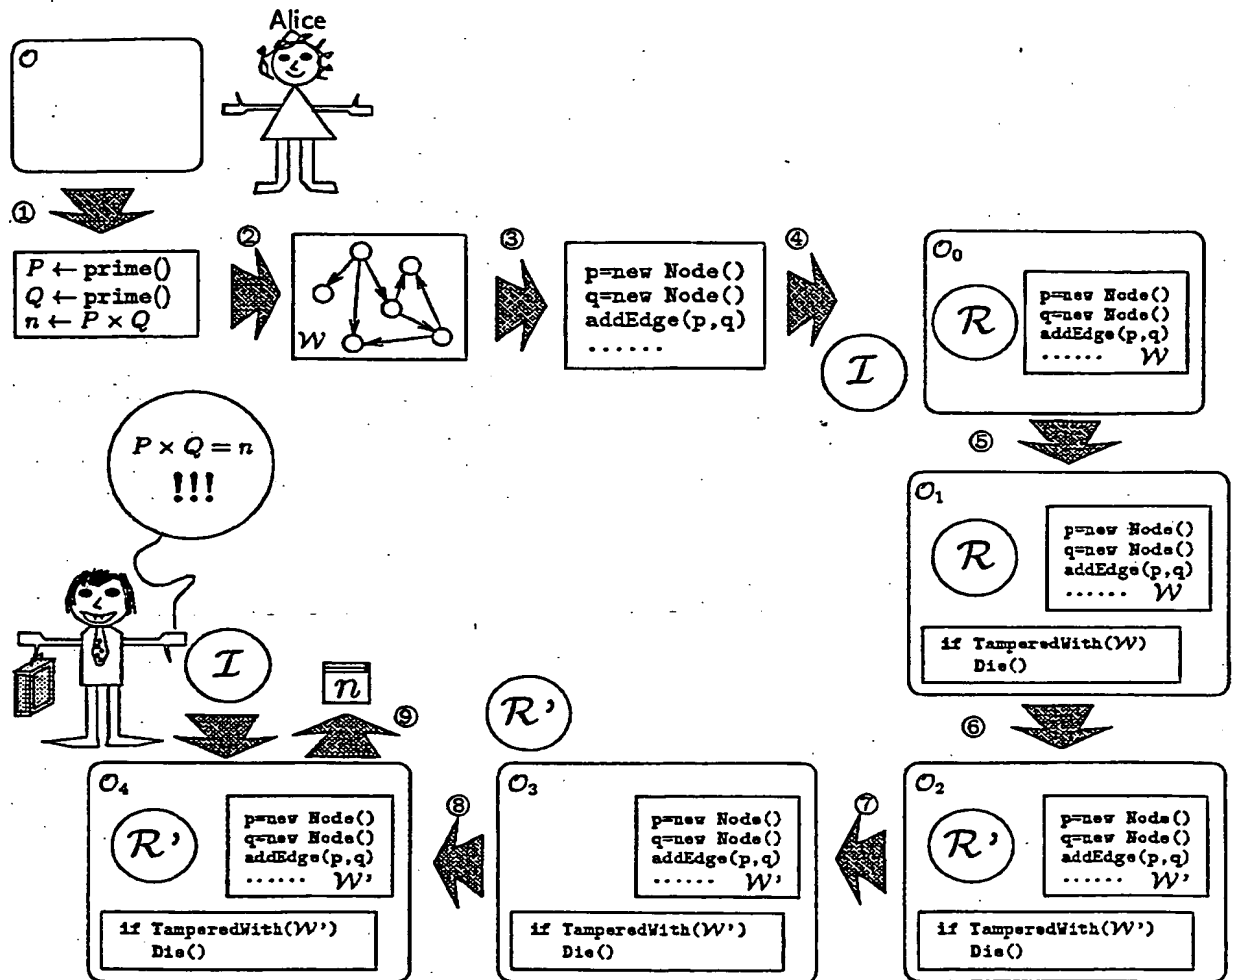 Alice
O
①
P ← prime()
Q ← prime()
n ← P × Q
②
W
③
p=new Node()
q=new Node()
addEdge(p,q)
......
④
I
O₀
R
p=new Node()
q=new Node()
addEdge(p,q)
...... W
⑤
O₁
R
p=new Node()
q=new Node()
addEdge(p,q)
...... W
if TamperedWith(W)
Die()
⑥
O₂
R'
p=new Node()
q=new Node()
addEdge(p,q)
...... W'
if TamperedWith(W')
Die()
⑦
R'
O₃
p=new Node()
q=new Node()
addEdge(p,q)
...... W'
if TamperedWith(W')
Die()
⑧
O₄
R'
p=new Node()
q=new Node()
addEdge(p,q)
...... W'
if TamperedWith(W')
Die()
I
n
⑨
P × Q = n
!!!